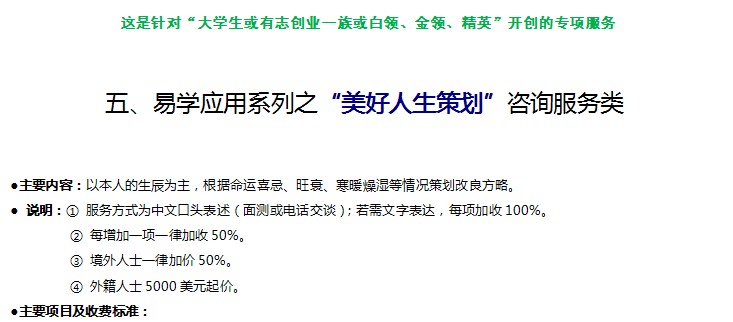 这是针对“大学生或有志创业一族或白领、金领、精英”开创的专项服务
五、易学应用系列之“美好人生策划”咨询服务类
●主要内容：以本人的生辰为主，根据命运喜忌、旺衰、寒暖燥湿等情况策划改良方略。
● 说明：① 服务方式为中文口头表述（面测或电话交谈）；若需文字表达，每项加收 100%。
② 每增加一项一律加收 50%。
③ 境外人士一律加价 50%。
④ 外籍人士 5000 美元起价。
●主要项目及收费标准：